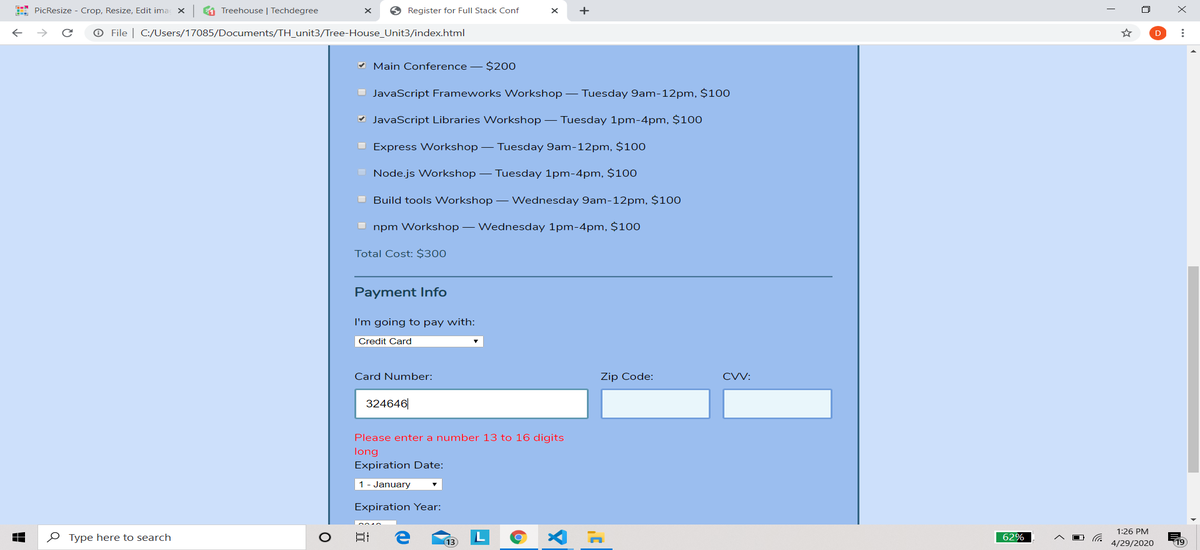 PicResize - Crop, Resize, Edit ima
Treehouse | Techdegree
Register for Full Stack Conf
File | C:/Users/17085/Documents/TH_unit3/Tree-House_Unit3/index.html
D
Main Conference — $200
JavaScript Frameworks Workshop — Tuesday 9am-12pm, $100
JavaScript Libraries Workshop — Tuesday 1pm-4pm, $100
Express Workshop — Tuesday 9am-12pm, $100
Node.js Workshop — Tuesday 1pm-4pm, $100
Build tools Workshop — Wednesday 9am-12pm, $100
npm Workshop — Wednesday 1pm-4pm, $100
Total Cost: $300
Payment Info
I'm going to pay with:
Credit Card
Card Number: Zip Code: CVV:
324646
Please enter a number 13 to 16 digits
long
Expiration Date:
1 - January
Expiration Year:
Type here to search
13
L
62%
1:26 PM
4/29/2020
19